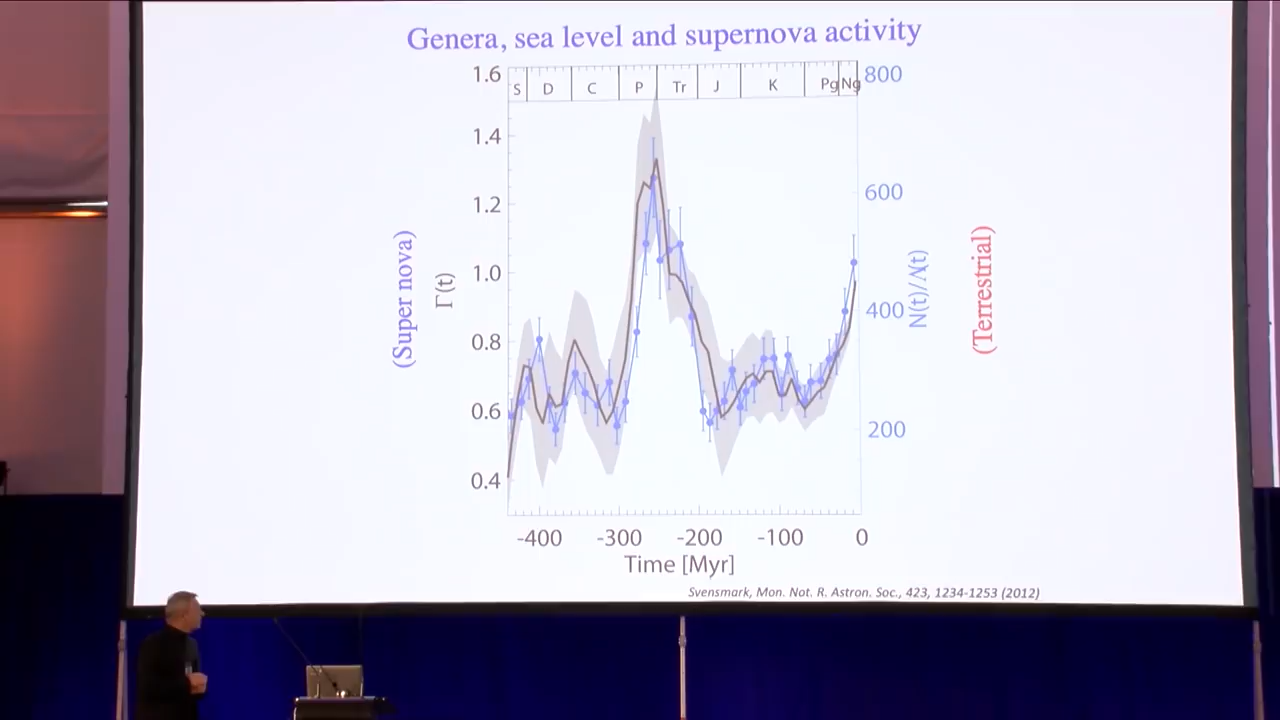 Genera, sea level and supernova activity
1.6
1.4
1.2
1.0
0.8
0.6
0.4
S D C P Tr J K Pg Ng
800
600
400
200
(Super nova)
Γ(t)
N(t)/Λ(t)
(Terrestrial)
-400 -300 -200 -100 0
Time [Myr]
Svensmark, Mon. Not. R. Astron. Soc., 423, 1234-1253 (2012)